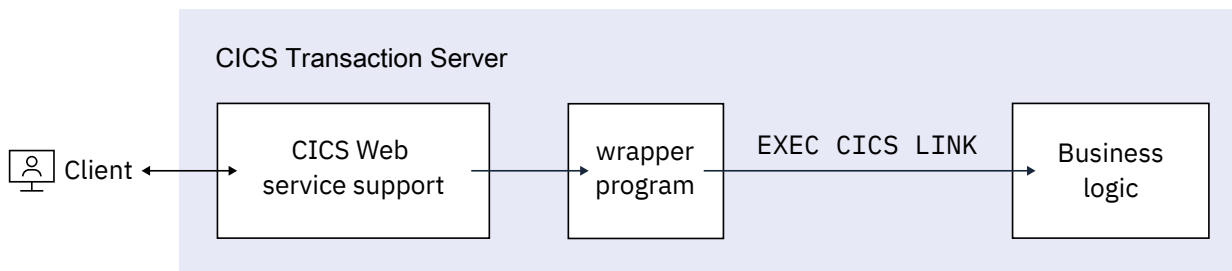 CICS Transaction Server
Client
CICS Web
service support
wrapper
program
EXEC CICS LINK
Business
logic